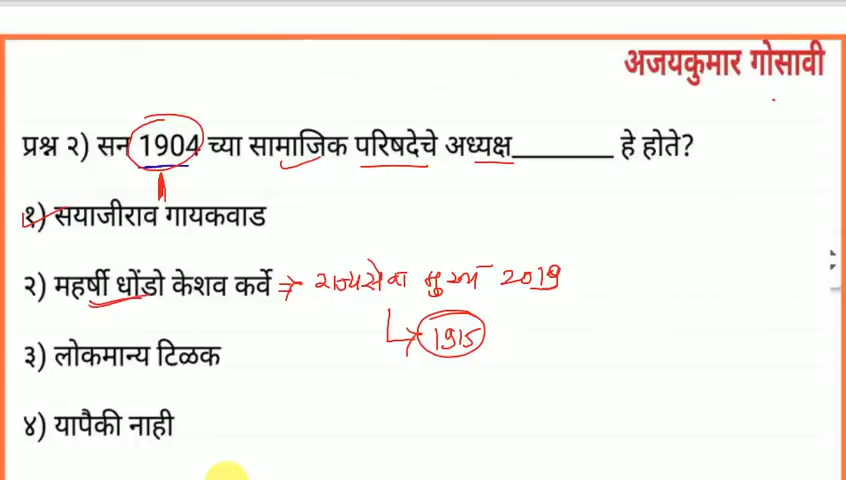 अजयकुमार गोसावी
प्रश्न २) सन 1904 च्या सामाजिक परिषदेचे अध्यक्ष_______ हे होते?
१) सयाजीराव गायकवाड
२) महर्षी धोंडो केशव कर्वे ⇒ राज्यसेवा मुख्य 2019
1915
३) लोकमान्य टिळक
४) यापैकी नाही